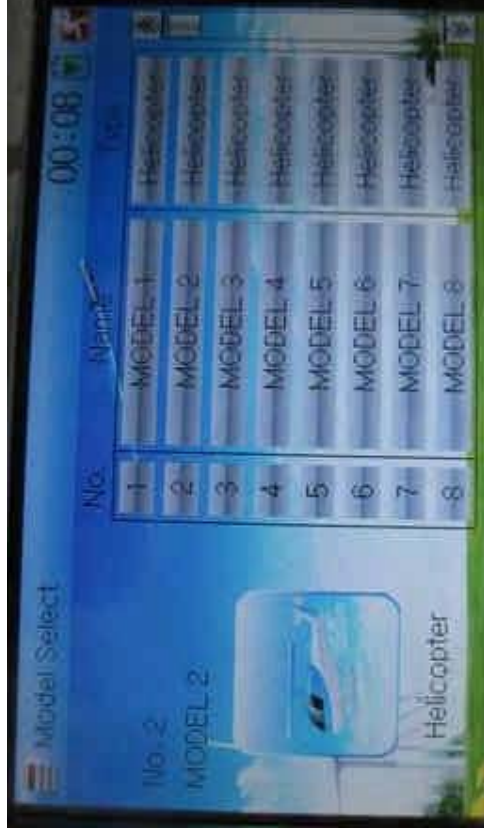 Model Select 00:08
No. Name
No. 2
MODEL 2
Helicopter
1 MODEL 1 Helicopter
2 MODEL 2 Helicopter
3 MODEL 3 Helicopter
4 MODEL 4 Helicopter
5 MODEL 5 Helicopter
6 MODEL 6 Helicopter
7 MODEL 7 Helicopter
8 MODEL 8 Helicopter